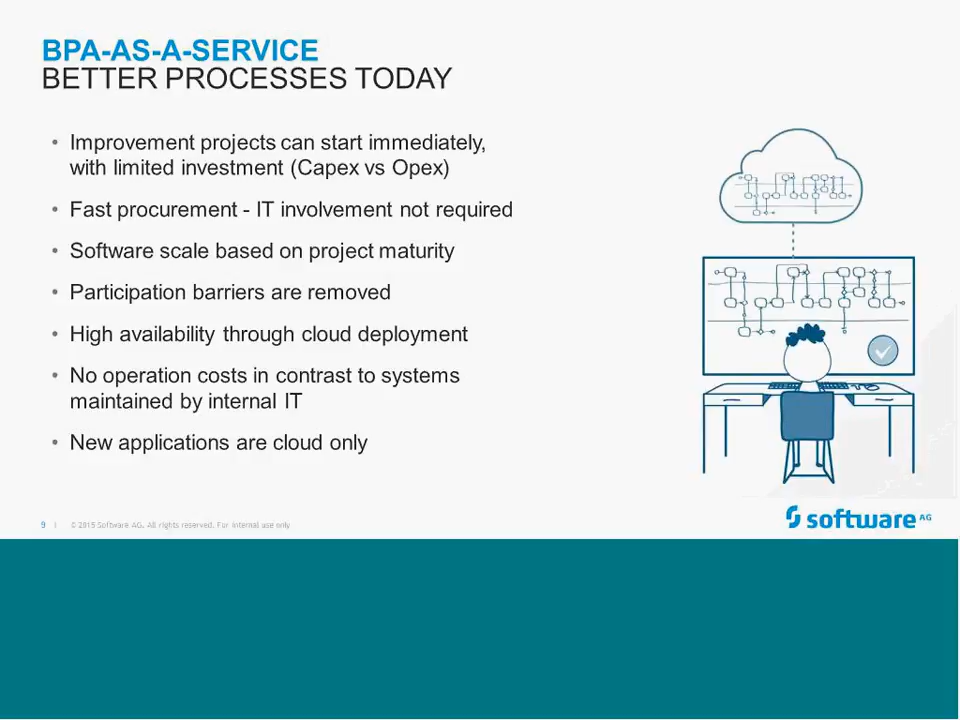 BPA-AS-A-SERVICE
BETTER PROCESSES TODAY
• Improvement projects can start immediately,
with limited investment (Capex vs Opex)
• Fast procurement - IT involvement not required
• Software scale based on project maturity
• Participation barriers are removed
• High availability through cloud deployment
• No operation costs in contrast to systems
maintained by internal IT
• New applications are cloud only
9 | © 2015 Software AG. All rights reserved. For internal use only
software AG